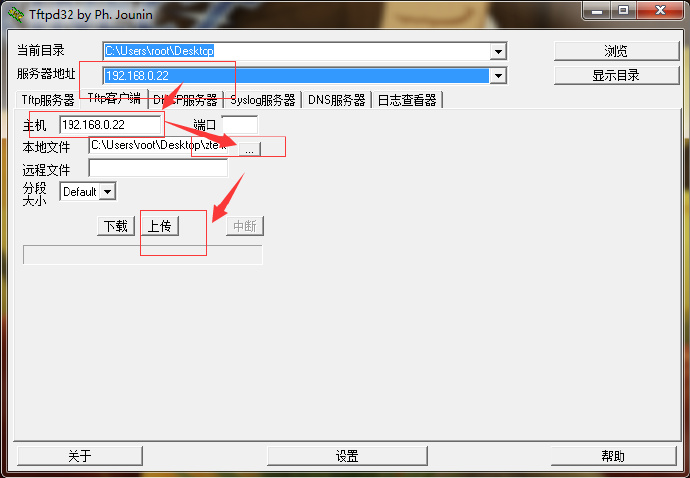 Tftpd32 by Ph. Jounin
当前目录 C:\Users\root\Desktop 浏览
服务器地址 192.168.0.22 显示目录
Tftp服务器 Tftp客户端 DHCP服务器 Syslog服务器 DNS服务器 日志查看器
主机 192.168.0.22 端口
本地文件 C:\Users\root\Desktop\ ...
远程文件
分段
大小 Default
下载 上传 中断
关于 设置 帮助